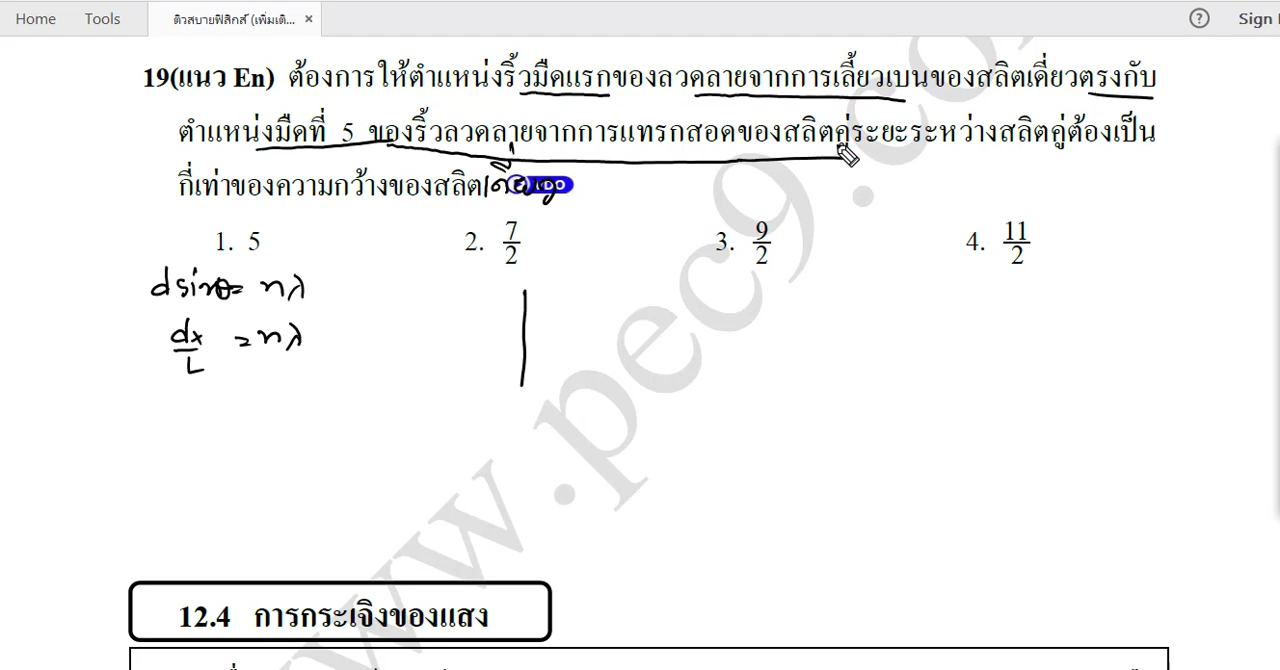 Home Tools ติวสบายฟิสิกส์ (เพิ่มเติ... × ? Sign I
19(แนว En) ต้องการให้ตำแหน่งริ้วมืดแรกของลวดลายจากการเลี้ยวเบนของสลิตเดี่ยวตรงกับ
ตำแหน่งมืดที่ 5 ของริ้วลวดลายจากการแทรกสอดของสลิตคู่ระยะระหว่างสลิตคู่ต้องเป็น
กี่เท่าของความกว้างของสลิตเดี่ยว
1. 5 2. 7/2 3. 9/2 4. 11/2
d sinθ = nλ
dx/L = nλ
www.pec9.com
12.4 การกระเจิงของแสง